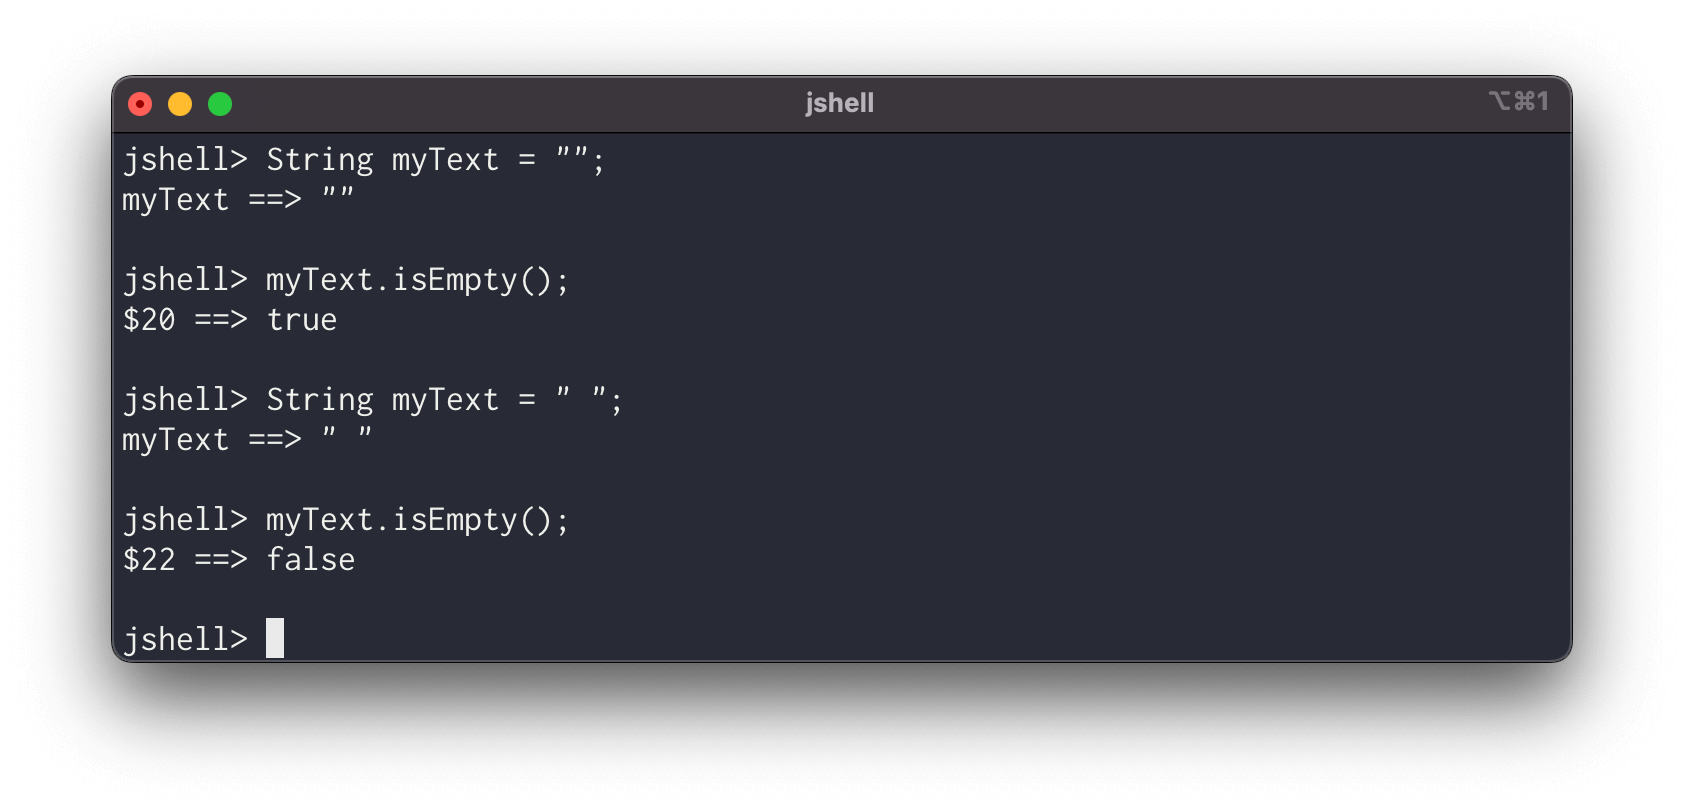 jshell
⌥⌘1
jshell> String myText = "";
myText ==> ""
jshell> myText.isEmpty();
$20 ==> true
jshell> String myText = " ";
myText ==> " "
jshell> myText.isEmpty();
$22 ==> false
jshell>